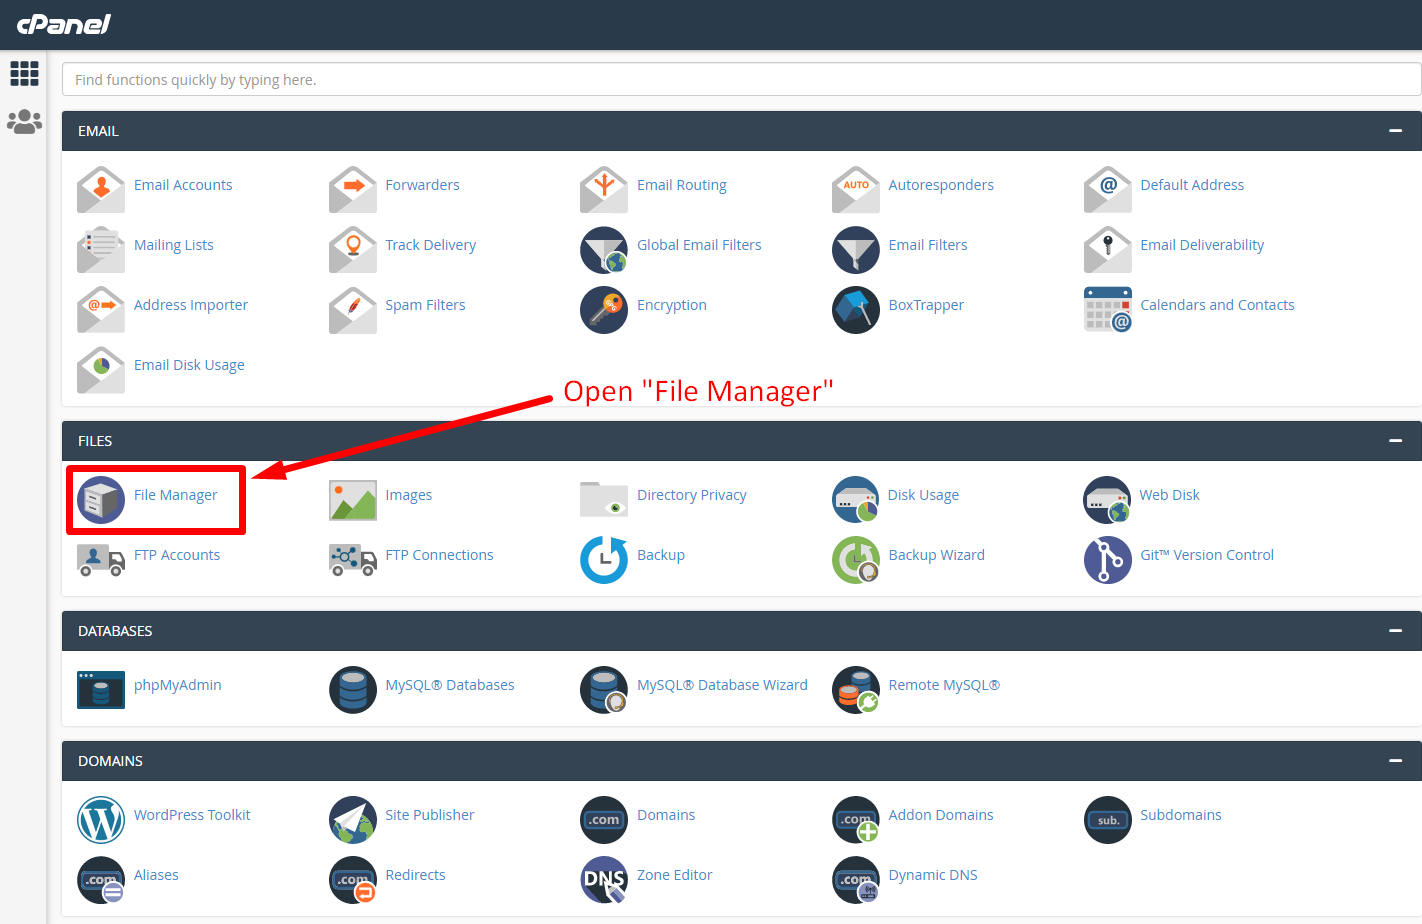 cPanel
Find functions quickly by typing here.
EMAIL
Email Accounts
Forwarders
Email Routing
AUTO
Autoresponders
@
Default Address
Mailing Lists
Track Delivery
Global Email Filters
Email Filters
Email Deliverability
@
Address Importer
Spam Filters
Encryption
BoxTrapper
@
Calendars and Contacts
Email Disk Usage
Open "File Manager"
FILES
File Manager
Images
Directory Privacy
Disk Usage
Web Disk
FTP Accounts
FTP Connections
Backup
Backup Wizard
Git™ Version Control
DATABASES
phpMyAdmin
MySQL® Databases
MySQL® Database Wizard
Remote MySQL®
DOMAINS
WordPress Toolkit
Site Publisher
.com
Domains
.com
Addon Domains
sub.
Subdomains
.com
Aliases
.com
Redirects
DNS
Zone Editor
.com
Dynamic DNS